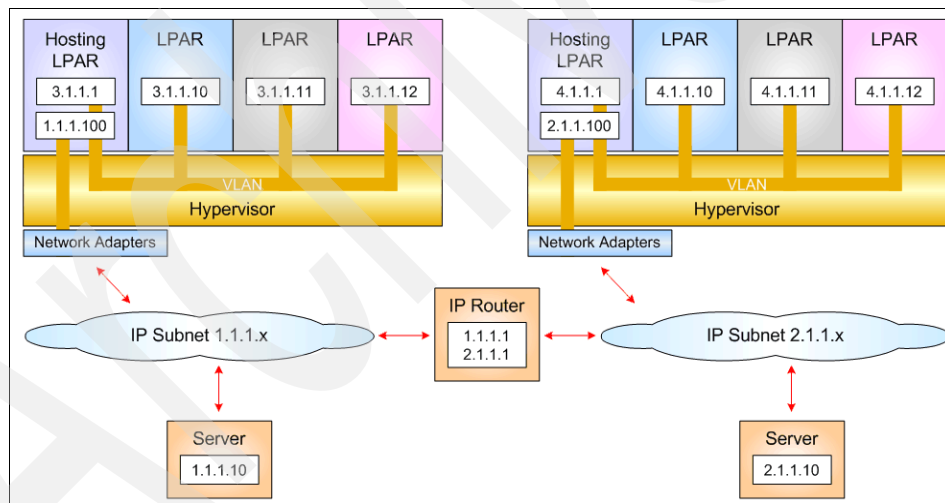 Hosting LPAR
3.1.1.1
1.1.1.100
LPAR
3.1.1.10
LPAR
3.1.1.11
LPAR
3.1.1.12
VLAN
Hypervisor
Network Adapters
Hosting LPAR
4.1.1.1
2.1.1.100
LPAR
4.1.1.10
LPAR
4.1.1.11
LPAR
4.1.1.12
VLAN
Hypervisor
Network Adapters
IP Subnet 1.1.1.x
IP Router
1.1.1.1
2.1.1.1
IP Subnet 2.1.1.x
Server
1.1.1.10
Server
2.1.1.10